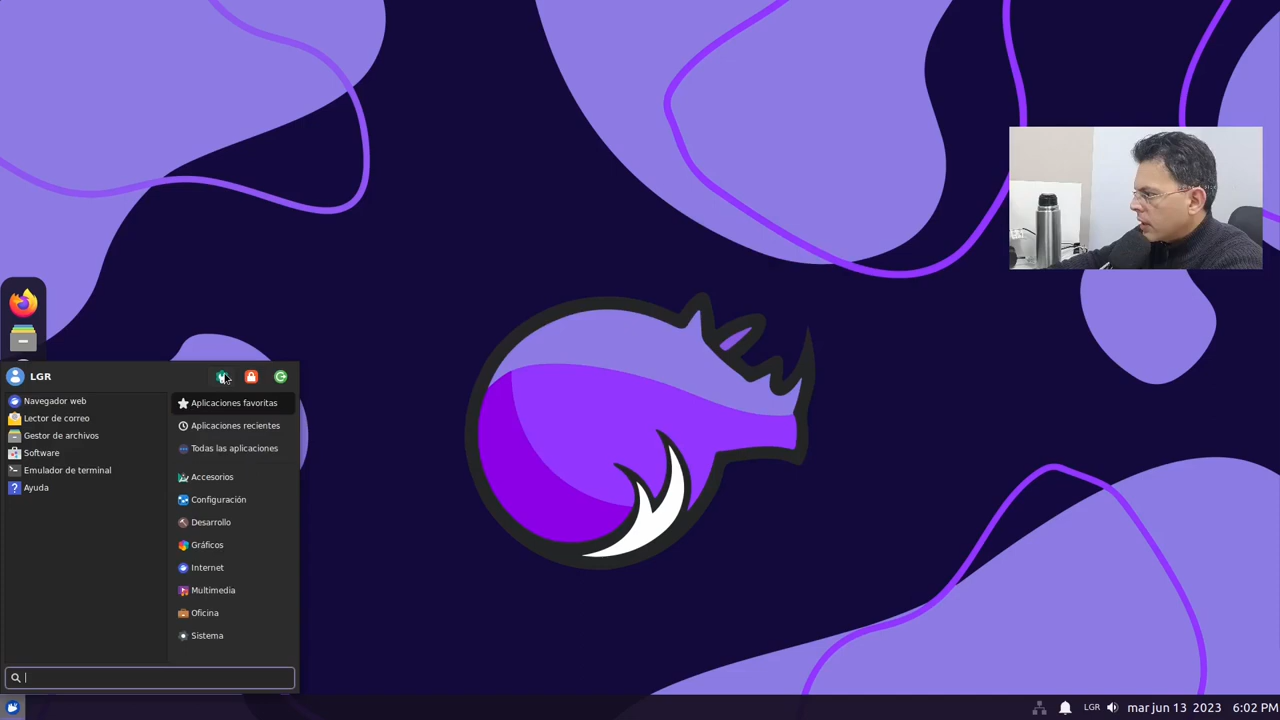 LGR
Navegador web
Lector de correo
Gestor de archivos
Software
Emulador de terminal
Ayuda
Aplicaciones favoritas
Aplicaciones recientes
Todas las aplicaciones
Accesorios
Configuración
Desarrollo
Gráficos
Internet
Multimedia
Oficina
Sistema
LGR mar jun 13 2023 6:02 PM